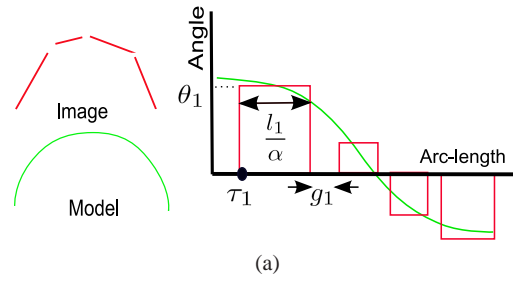 Image
Model
Angle
θ₁
l₁
α
Arc-length
τ₁
g₁
(a)